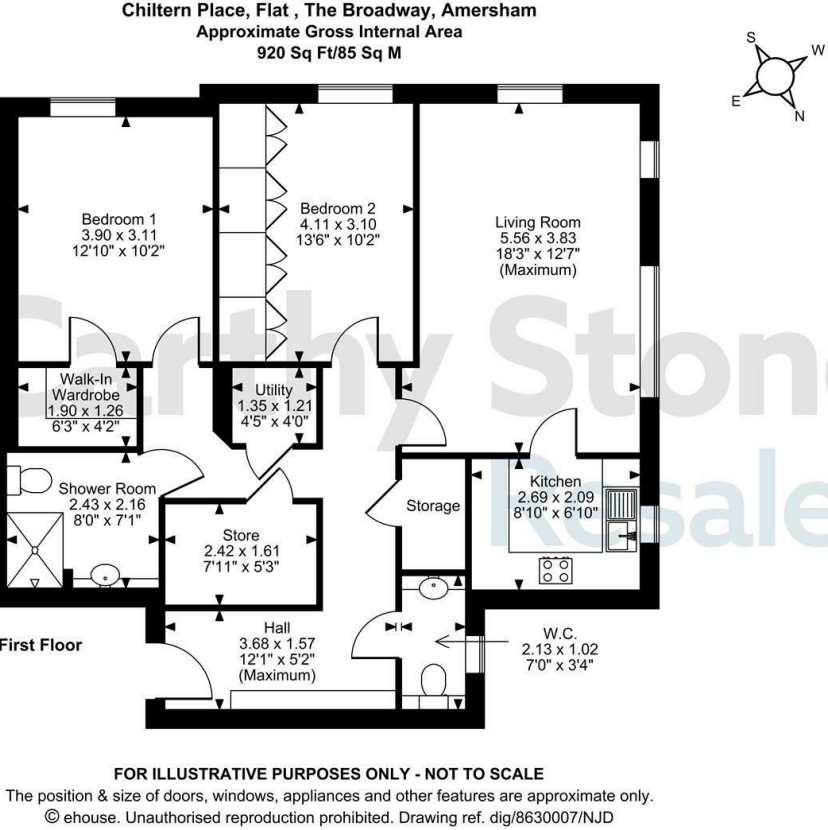 Chiltern Place, Flat , The Broadway, Amersham
Approximate Gross Internal Area
920 Sq Ft/85 Sq M
S
W
E
N
Bedroom 1
3.90 x 3.11
12'10" x 10'2"
Bedroom 2
4.11 x 3.10
13'6" x 10'2"
Living Room
5.56 x 3.83
18'3" x 12'7"
(Maximum)
Carthy Stone
Resale
Walk-In
Wardrobe
1.90 x 1.26
6'3" x 4'2"
Utility
1.35 x 1.21
4'5" x 4'0"
Shower Room
2.43 x 2.16
8'0" x 7'1"
Store
2.42 x 1.61
7'11" x 5'3"
Storage
Kitchen
2.69 x 2.09
8'10" x 6'10"
First Floor
Hall
3.68 x 1.57
12'1" x 5'2"
(Maximum)
W.C.
2.13 x 1.02
7'0" x 3'4"
FOR ILLUSTRATIVE PURPOSES ONLY - NOT TO SCALE
The position & size of doors, windows, appliances and other features are approximate only.
© ehouse. Unauthorised reproduction prohibited. Drawing ref. dig/8630007/NJD